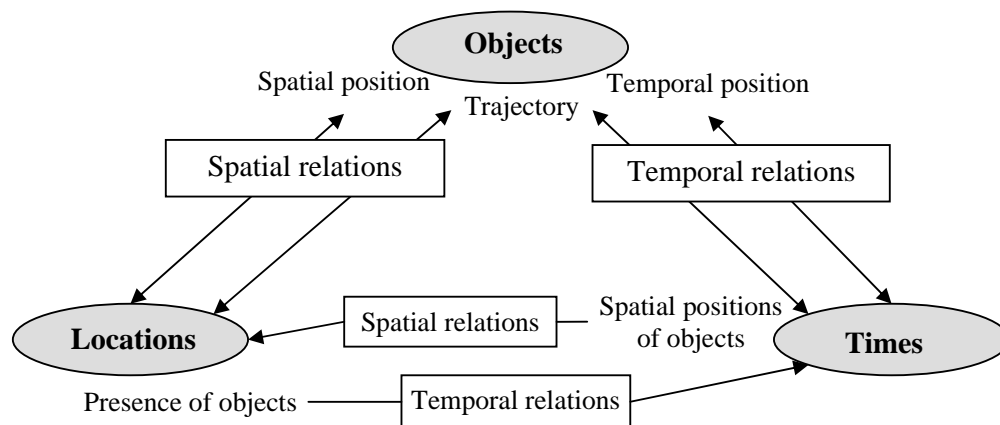 Objects
Spatial position
Temporal position
Trajectory
Spatial relations
Temporal relations
Locations
Spatial relations
Spatial positions
of objects
Times
Presence of objects
Temporal relations